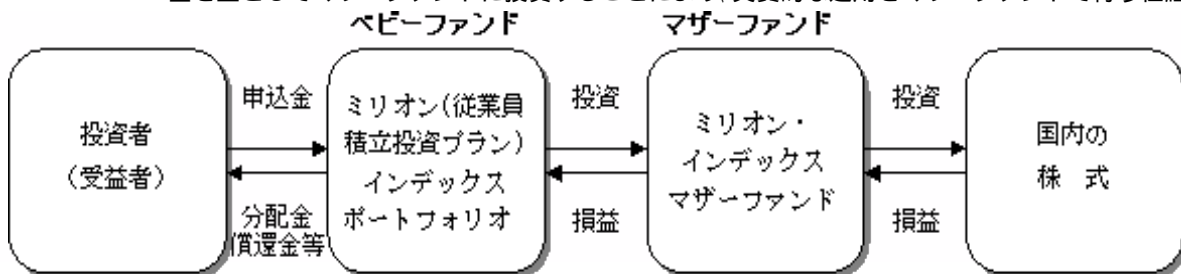 ベビーファンド
マザーファンド
投資者
（受益者）
申込金
分配金
償還金等
ミリオン（従業員
積立投資プラン）
インデックス
ポートフォリオ
投資
損益
ミリオン・
インデックス
マザーファンド
投資
損益
国内の
株　式